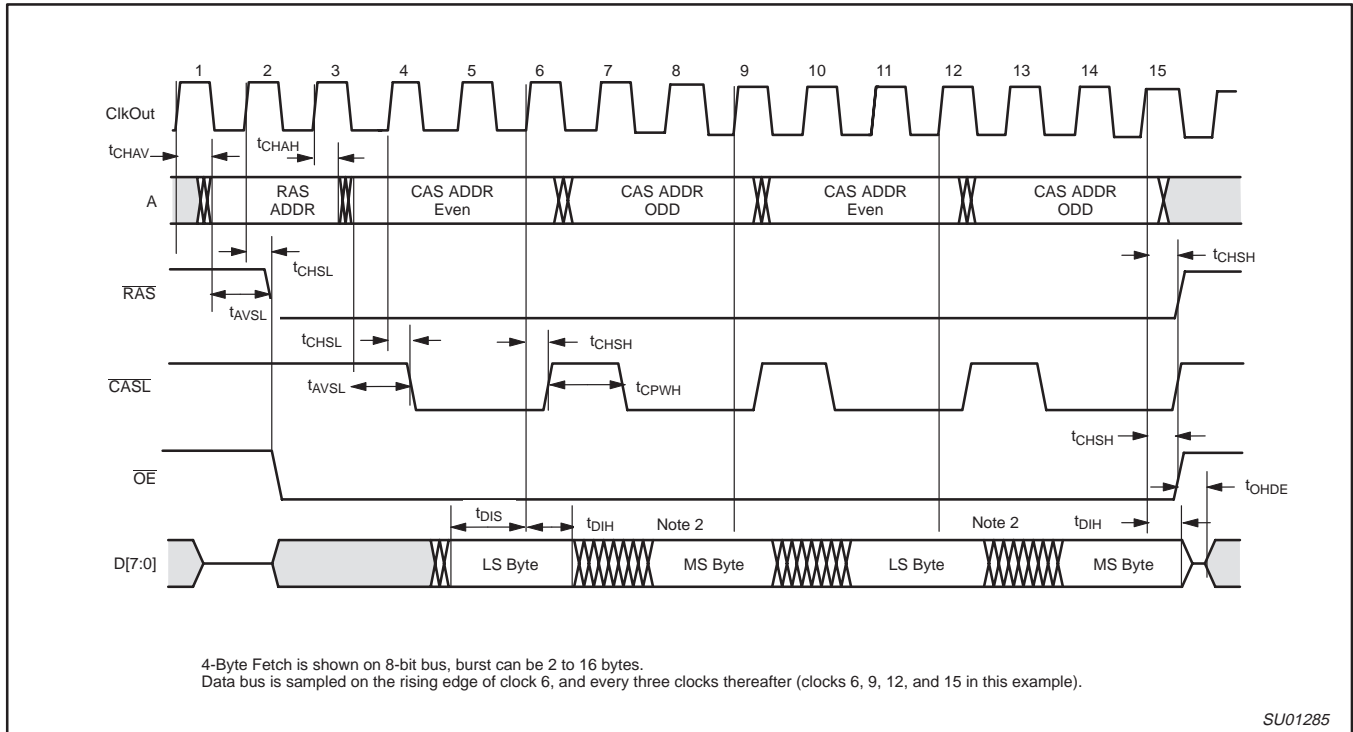 1 2 3 4 5 6 7 8 9 10 11 12 13 14 15
ClkOut
tCHAV
tCHAH
A
RAS
ADDR
CAS ADDR
Even
CAS ADDR
ODD
CAS ADDR
Even
CAS ADDR
ODD
tCHSL
tCHSH
RAS
tAVSL
tCHSL
tCHSH
CASL
tAVSL
tCPWH
tCHSH
OE
tOHDE
tDIS
tDIH
Note 2
Note 2
tDIH
D[7:0]
LS Byte
MS Byte
LS Byte
MS Byte
4-Byte Fetch is shown on 8-bit bus, burst can be 2 to 16 bytes.
Data bus is sampled on the rising edge of clock 6, and every three clocks thereafter (clocks 6, 9, 12, and 15 in this example).
SU01285